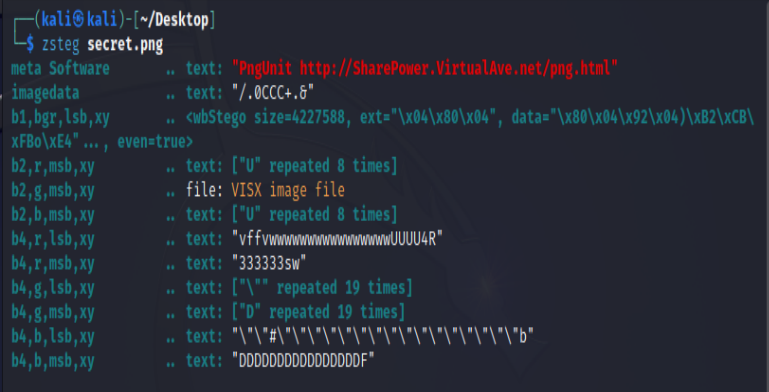 ┌──(kali㉿kali)-[~/Desktop]
└─$ zsteg secret.png
meta Software .. text: "PngUnit http://SharePower.VirtualAve.net/png.html"
imagedata .. text: "/.0CCC+.&"
b1,bgr,lsb,xy .. <wbStego size=4227588, ext="\x04\x80\x04", data="\x80\x04\x92\x04)\xB2\xCB\
xFBo\xE4"..., even=true>
b2,r,msb,xy .. text: ["U" repeated 8 times]
b2,g,msb,xy .. file: VISX image file
b2,b,msb,xy .. text: ["U" repeated 8 times]
b4,r,lsb,xy .. text: "vffvwwwwwwwwwwwwwwwwUUUU4R"
b4,r,msb,xy .. text: "333333sw"
b4,g,lsb,xy .. text: ["\"" repeated 19 times]
b4,g,msb,xy .. text: ["D" repeated 19 times]
b4,b,lsb,xy .. text: "\"\"#\"\"\"\"\"\"\"\"\"\"\"\"\"\"\"b"
b4,b,msb,xy .. text: "DDDDDDDDDDDDDDDDF"